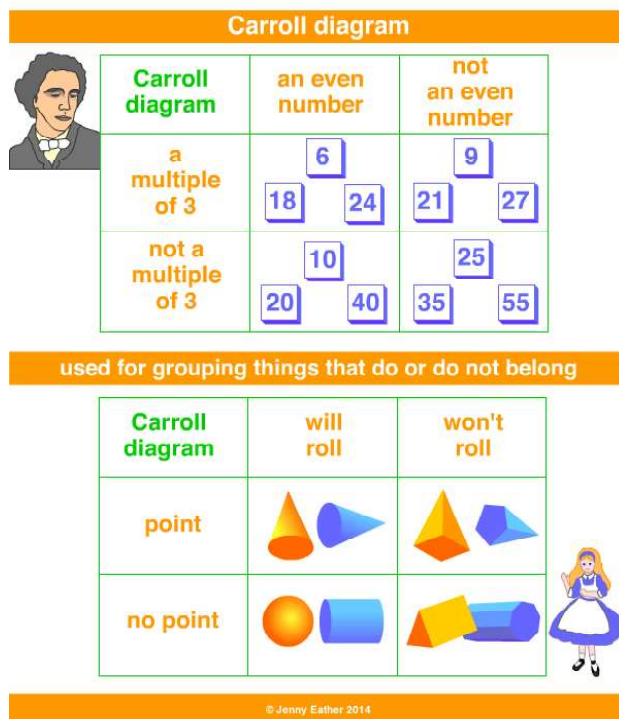 Carroll diagram
Carroll
diagram
an even
number
not
an even
number
a
multiple
of 3
6
18 24
9
21 27
not a
multiple
of 3
10
20 40
25
35 55
used for grouping things that do or do not belong
Carroll
diagram
will
roll
won't
roll
point
no point
© Jenny Eather 2014